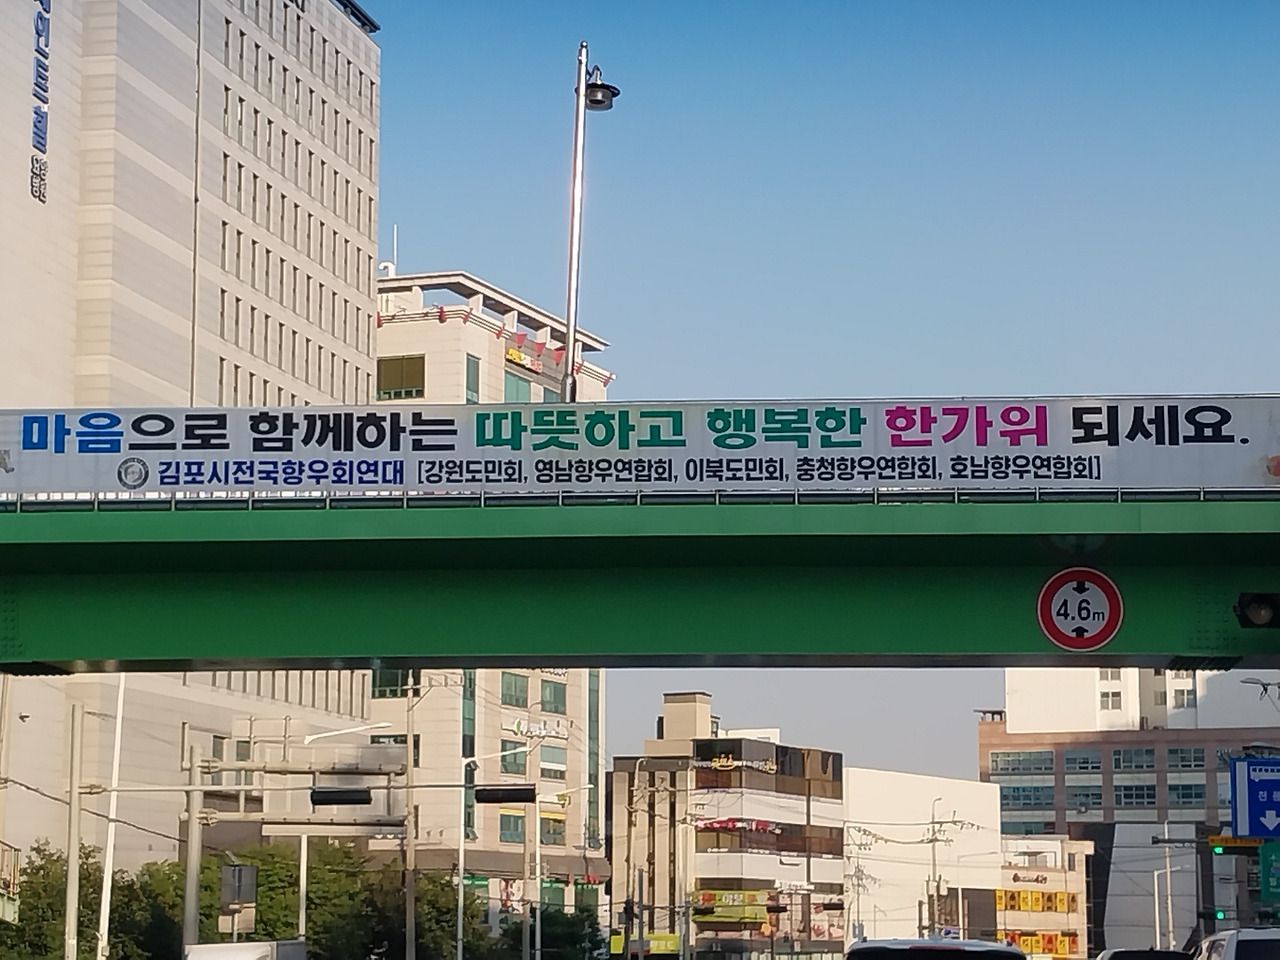 마음으로 함께하는 따뜻하고 행복한 한가위 되세요.
김포시전국향우회연대 [강원도민회, 영남향우연합회, 이북도민회, 충청향우연합회, 호남향우연합회]
4.6m